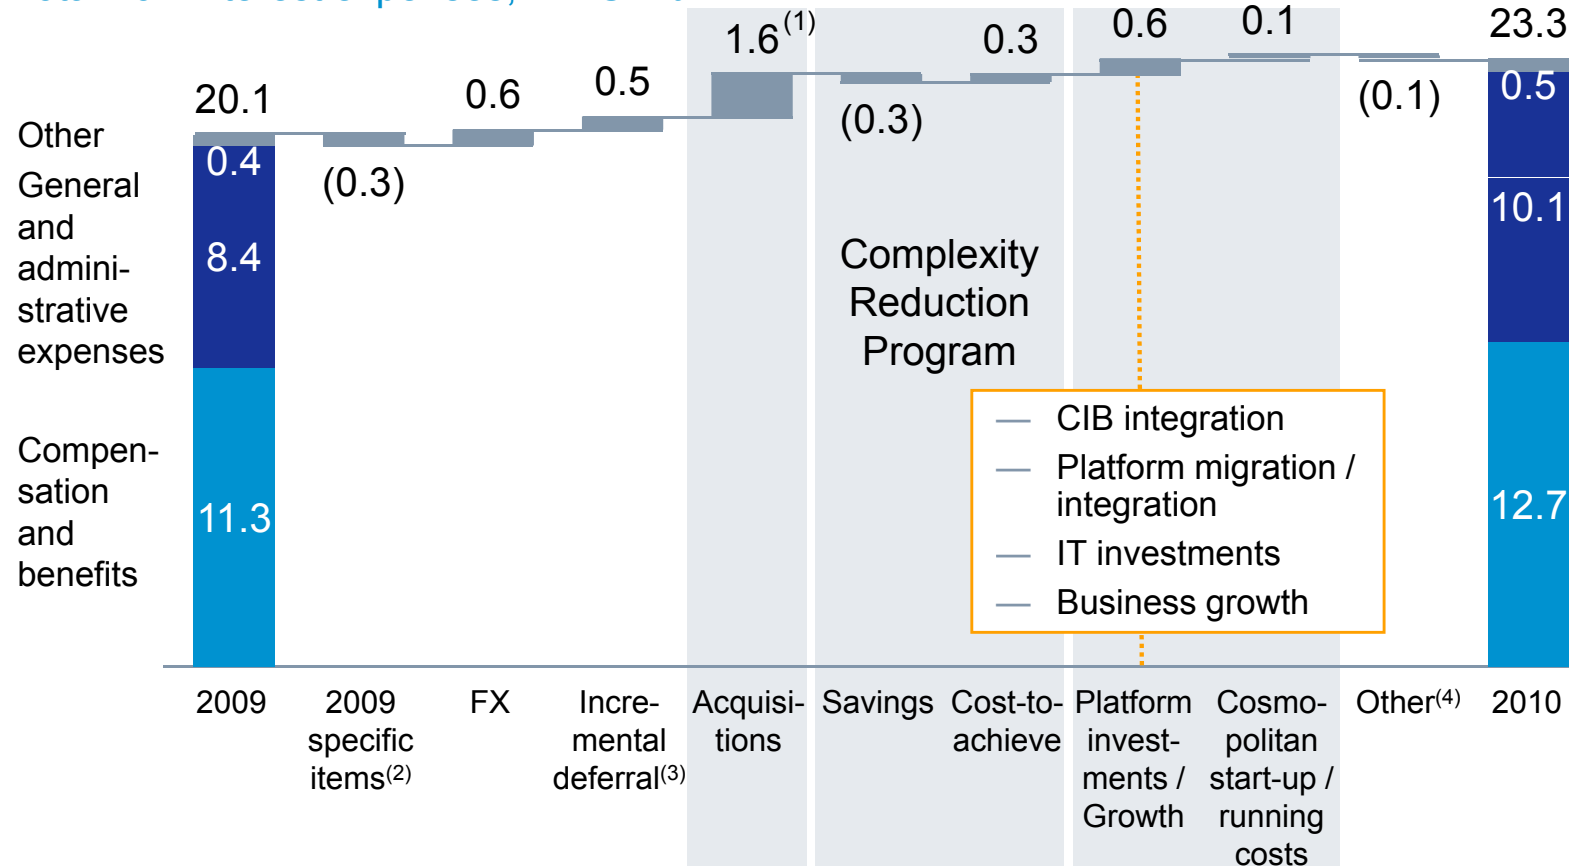 20.1
(0.3)
0.6
0.5
1.6(1)
(0.3)
0.3
0.6
0.1
(0.1)
23.3
Other
0.4
0.5
General
and
admini-
strative
expenses
8.4
10.1
Compen-
sation
and
benefits
11.3
12.7
Complexity
Reduction
Program
— CIB integration
— Platform migration /
integration
— IT investments
— Business growth
2009
2009
specific
items(2)
FX
Incre-
mental
deferral(3)
Acquisi-
tions
Savings
Cost-to-
achieve
Platform
invest-
ments /
Growth
Cosmo-
politan
start-up /
running
costs
Other(4)
2010